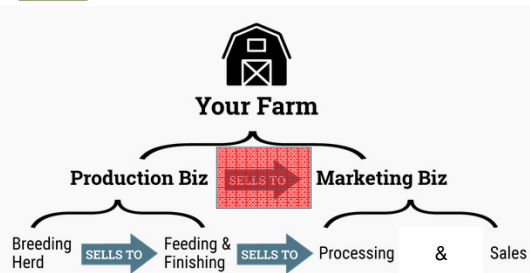 Your Farm
Production Biz SELLS TO Marketing Biz
Breeding Herd SELLS TO Feeding & Finishing SELLS TO Processing & Sales